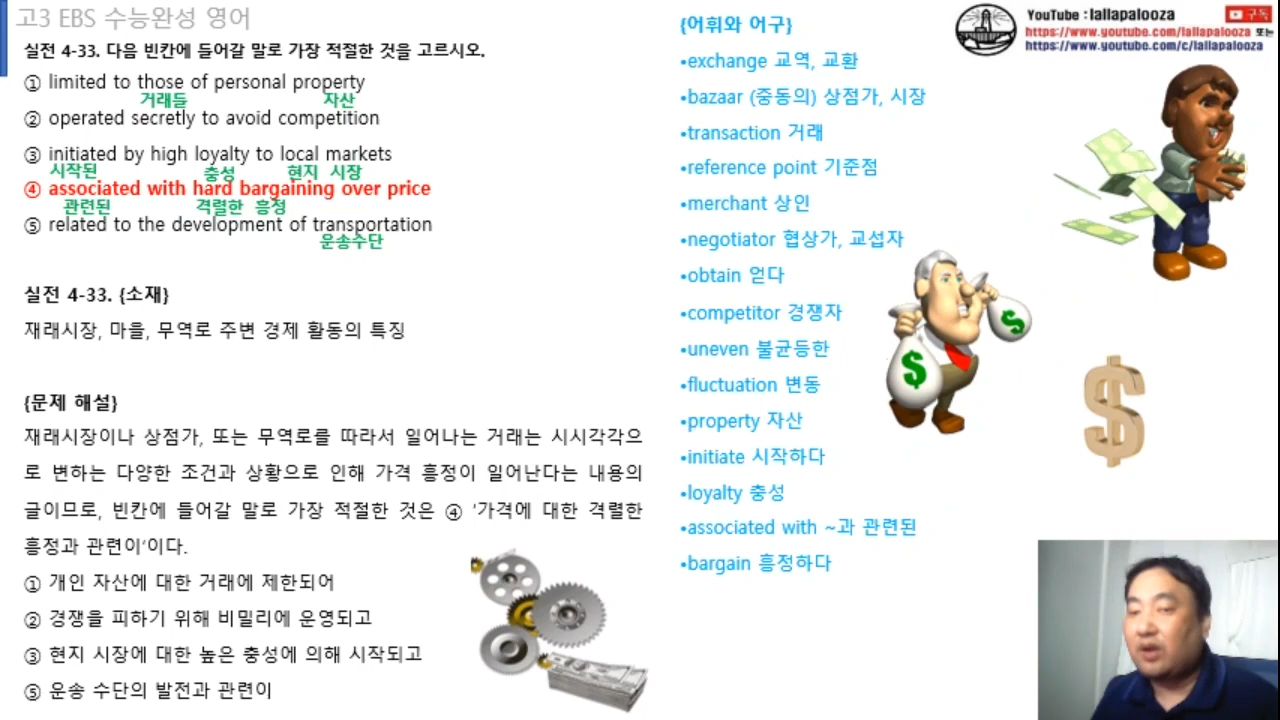 고3 EBS 수능완성 영어
실전 4-33. 다음 빈칸에 들어갈 말로 가장 적절한 것을 고르시오.
① limited to those of personal property
거래들 자산
② operated secretly to avoid competition
③ initiated by high loyalty to local markets
시작된 충성 현지 시장
④ associated with hard bargaining over price
관련된 격렬한 흥정
⑤ related to the development of transportation
운송수단
실전 4-33. {소재}
재래시장, 마을, 무역로 주변 경제 활동의 특징
{문제 해설}
재래시장이나 상점가, 또는 무역로를 따라서 일어나는 거래는 시시각각으
로 변하는 다양한 조건과 상황으로 인해 가격 흥정이 일어난다는 내용의
글이므로, 빈칸에 들어갈 말로 가장 적절한 것은 ④ ‘가격에 대한 격렬한
흥정과 관련이’이다.
① 개인 자산에 대한 거래에 제한되어
② 경쟁을 피하기 위해 비밀리에 운영되고
③ 현지 시장에 대한 높은 충성에 의해 시작되고
⑤ 운송 수단의 발전과 관련이
{어휘와 어구}
•exchange 교역, 교환
•bazaar (중동의) 상점가, 시장
•transaction 거래
•reference point 기준점
•merchant 상인
•negotiator 협상가, 교섭자
•obtain 얻다
•competitor 경쟁자
•uneven 불균등한
•fluctuation 변동
•property 자산
•initiate 시작하다
•loyalty 충성
•associated with ~과 관련된
•bargain 흥정하다
YouTube : lallapalooza
구독
https://www.youtube.com/lallapalooza 또는
https://www.youtube.com/c/lallapalooza
$
$
$